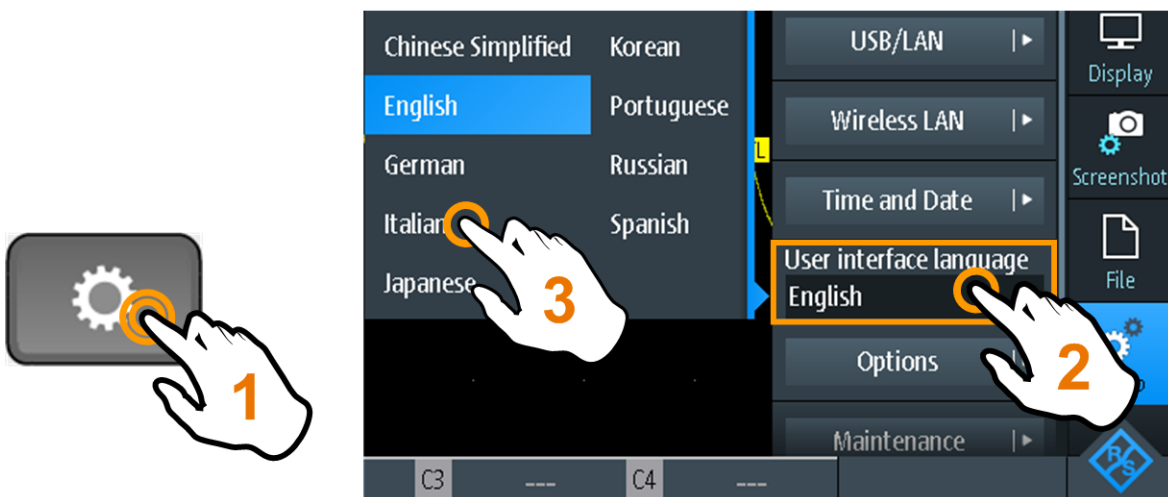 1
Chinese Simplified
Korean
English
Portuguese
German
Russian
Italian
Spanish
Japanese
3
USB/LAN
Wireless LAN
Time and Date
User interface language
English
2
Options
Maintenance
Display
Screenshot
File
R&S
C3
---
C4
---